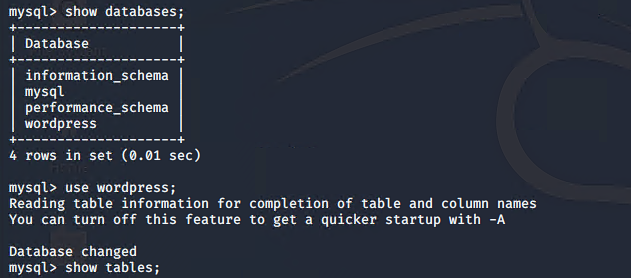 mysql> show databases;
+--------------------+
| Database           |
+--------------------+
| information_schema |
| mysql              |
| performance_schema |
| wordpress          |
+--------------------+
4 rows in set (0.01 sec)
mysql> use wordpress;
Reading table information for completion of table and column names
You can turn off this feature to get a quicker startup with -A
Database changed
mysql> show tables;